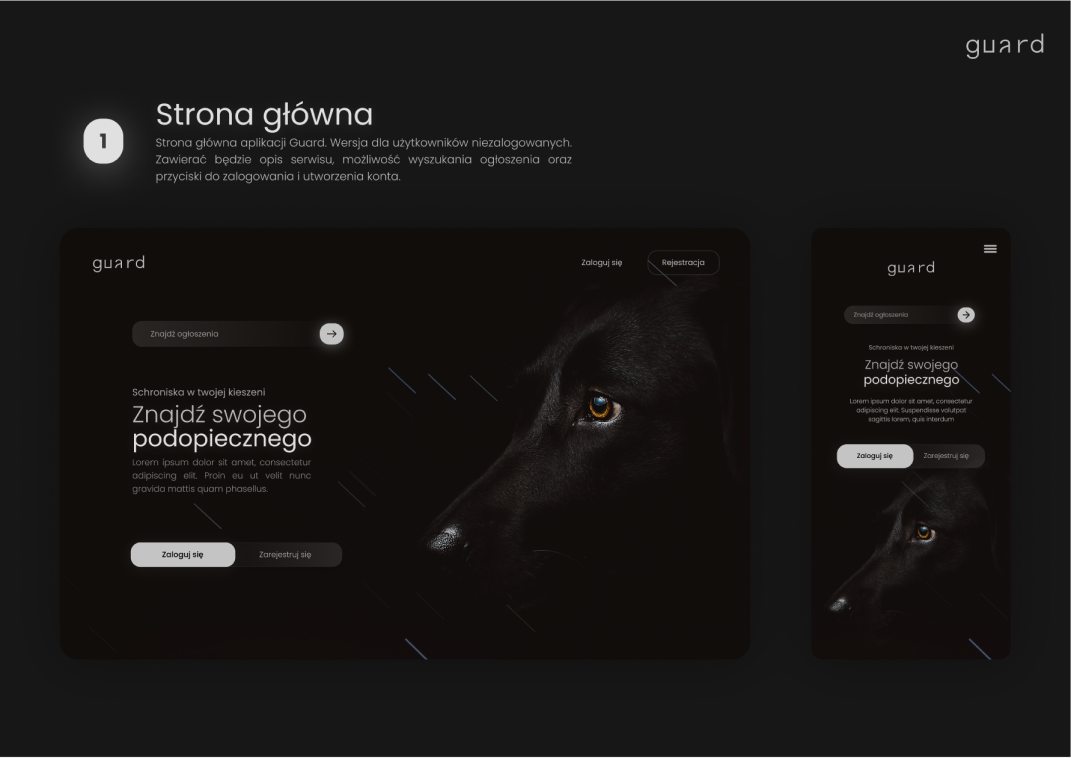 guard
1
Strona główna
Strona główna aplikacji Guard. Wersja dla użytkowników niezalogowanych.
Zawierać będzie opis serwisu, możliwość wyszukania ogłoszenia oraz
przyciski do zalogowania i utworzenia konta.
guard
Zaloguj się
Rejestracja
Znajdź ogłoszenia
Schroniska w twojej kieszeni
Znajdź swojego
podopiecznego
Lorem ipsum dolor sit amet, consectetur
adipiscing elit. Proin eu ut velit nunc
gravida mattis quam phasellus.
Zaloguj się
Zarejestruj się
guard
Znajdź ogłoszenia
Schroniska w twojej kieszeni
Znajdź swojego
podopiecznego
Lorem ipsum dolor sit amet, consectetur
adipiscing elit. Suspendisse volutpat
sagittis lorem, quis interdum
Zaloguj się
Zarejestruj się